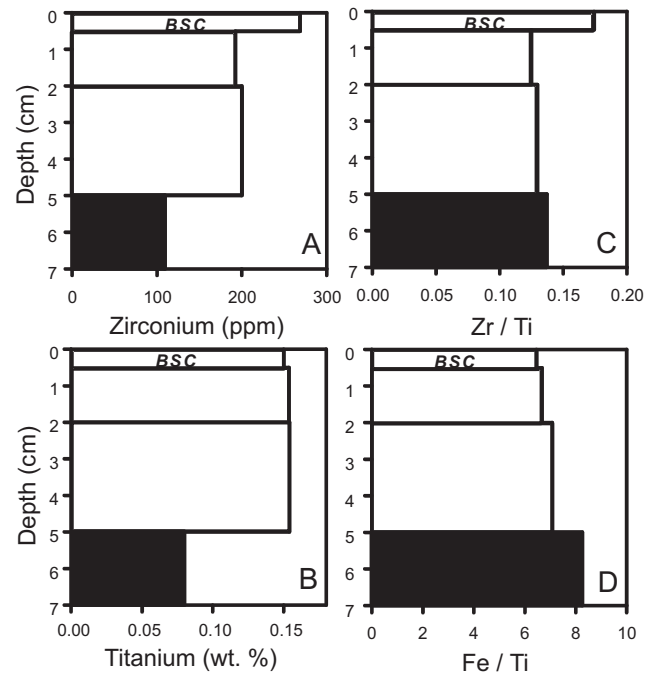 0
BSC
1
2
3
4
5
6
7
Depth (cm)
A
0 100 200 300
Zirconium (ppm)
0
BSC
1
2
3
4
5
6
7
C
0.00 0.05 0.10 0.15 0.20
Zr / Ti
0
BSC
1
2
3
4
5
6
7
Depth (cm)
B
0.00 0.05 0.10 0.15
Titanium (wt. %)
0
BSC
1
2
3
4
5
6
7
D
0 2 4 6 8 10
Fe / Ti